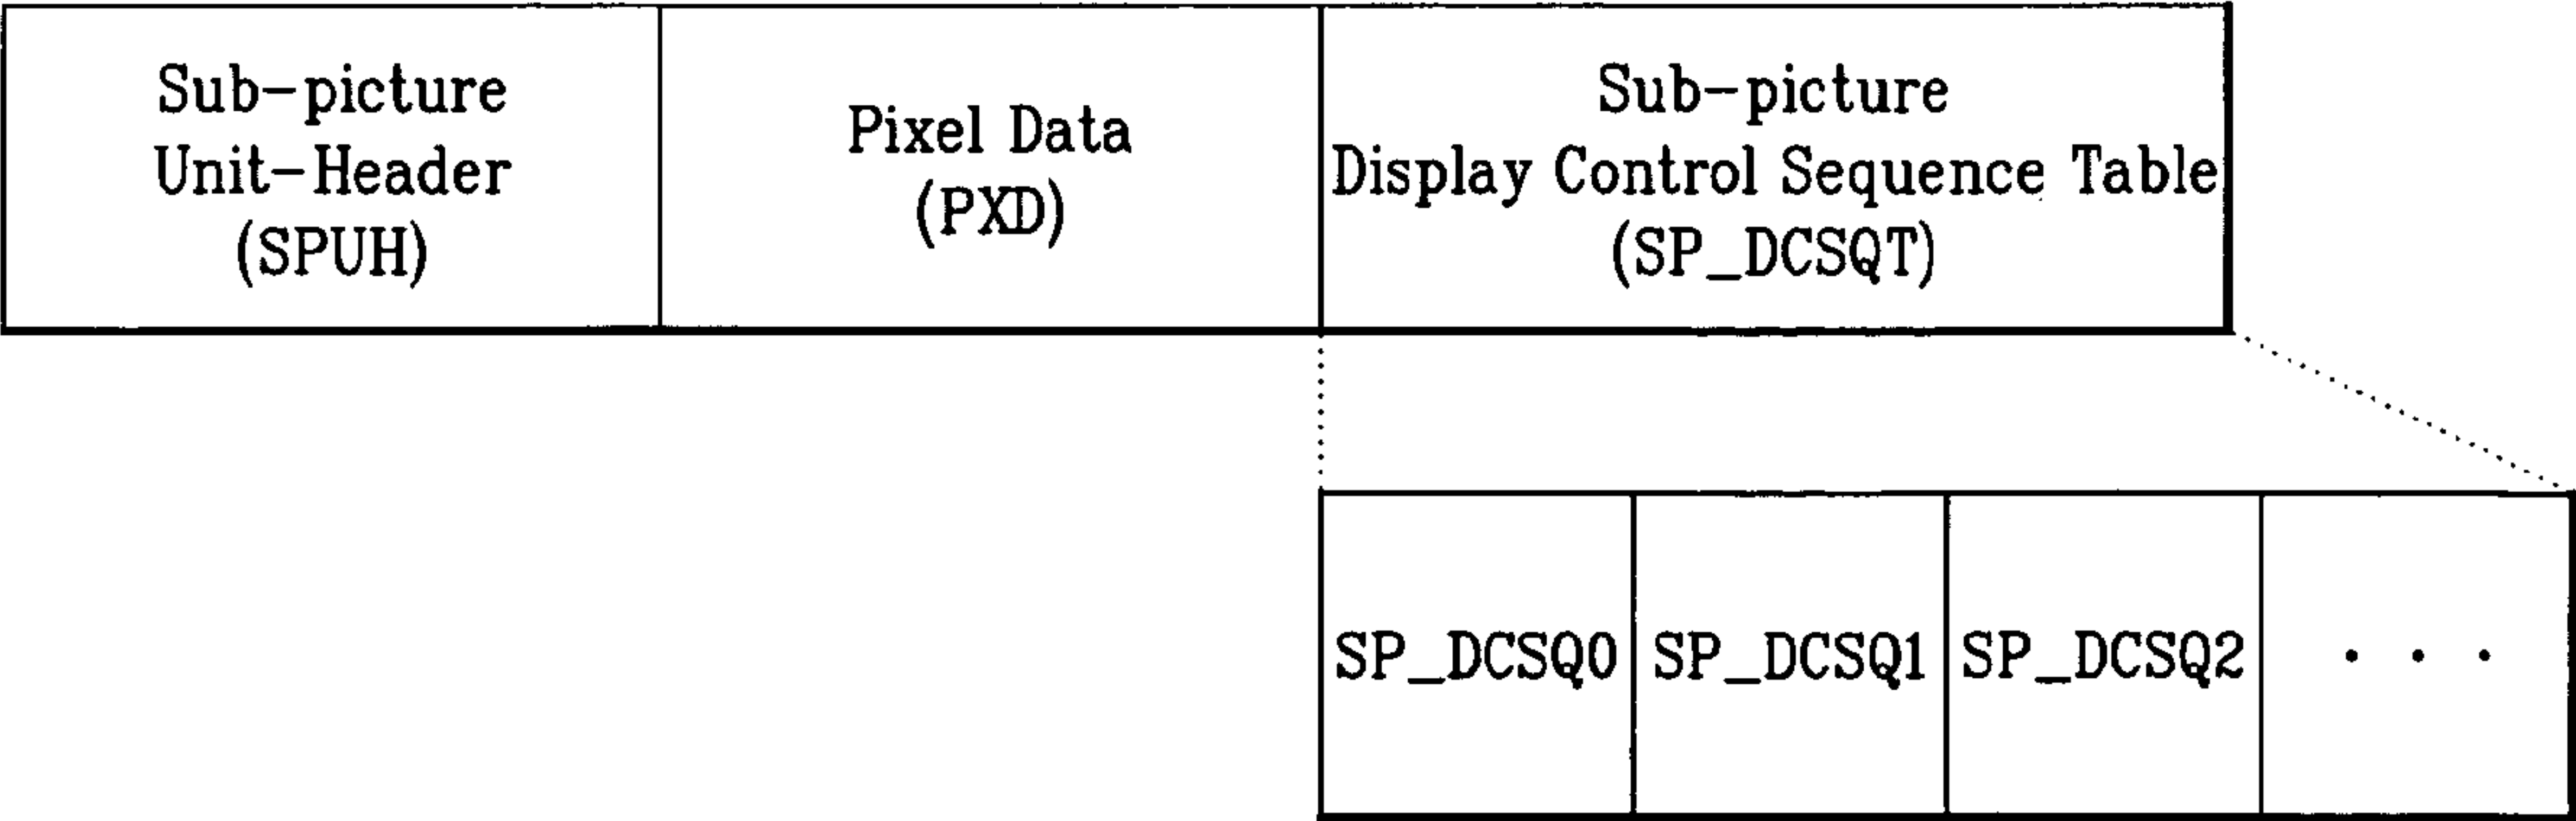 Sub-picture
Unit-Header
(SPUH)
Pixel Data
(PXD)
Sub-picture
Display Control Sequence Table
(SP_DCSQT)
SP_DCSQ0
SP_DCSQ1
SP_DCSQ2
· · ·